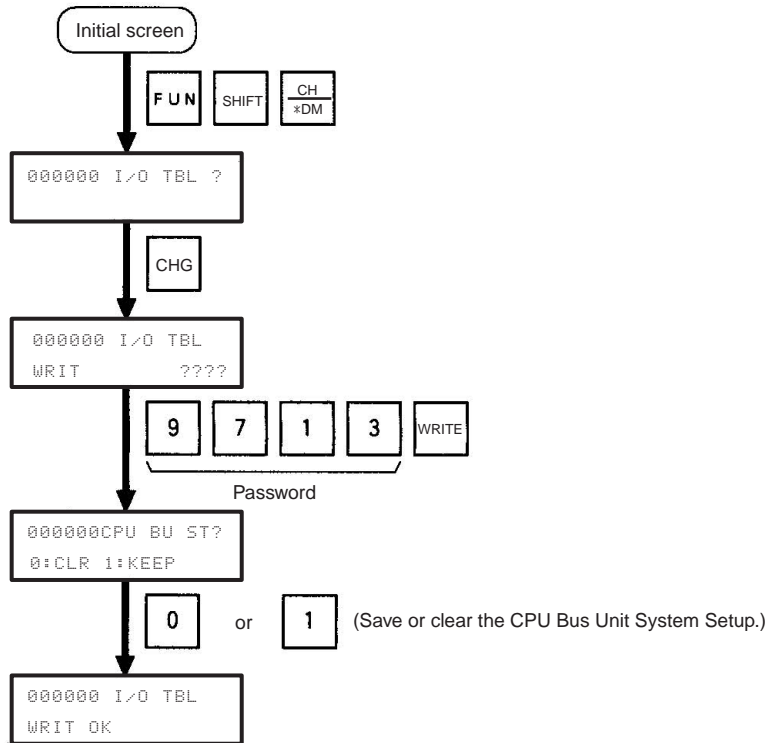 Initial screen
FUN SHIFT CH
*DM
000000 I/O TBL ?
CHG
000000 I/O TBL
WRIT ????
9 7 1 3 WRITE
Password
000000CPU BU ST?
0:CLR 1:KEEP
0 or 1 (Save or clear the CPU Bus Unit System Setup.)
000000 I/O TBL
WRIT OK